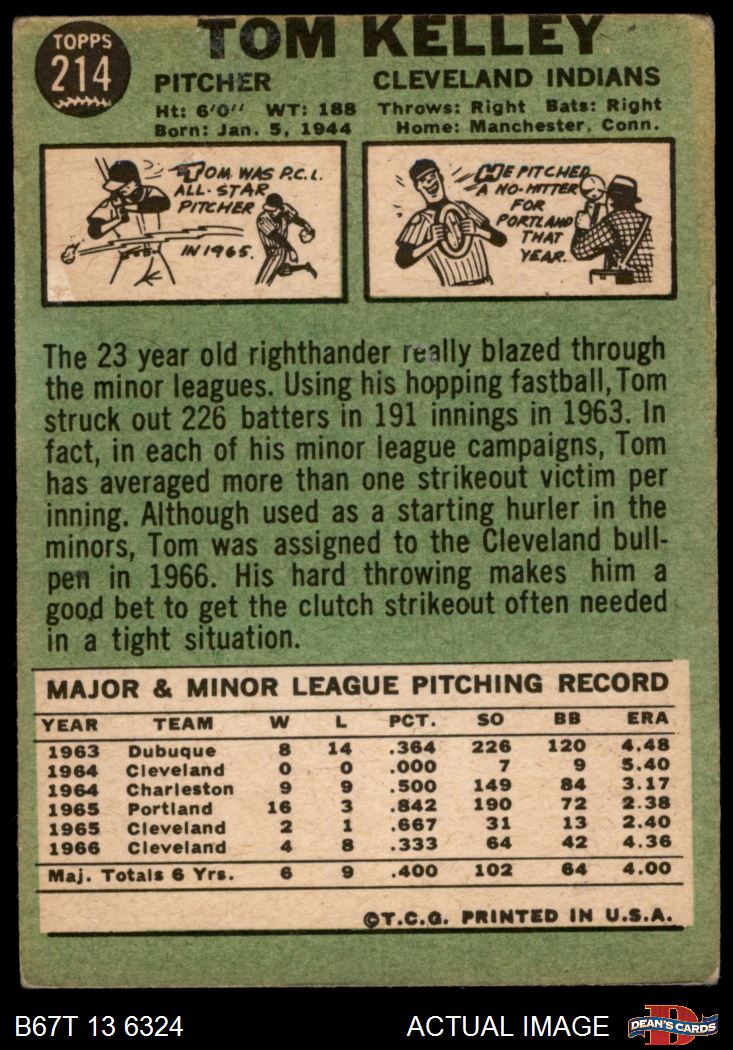 TOPPS
214
TOM KELLEY
PITCHER CLEVELAND INDIANS
Ht: 6'0" WT: 188 Throws: Right Bats: Right
Born: Jan. 5, 1944 Home: Manchester, Conn.
TOM WAS P.C.L.
ALL-STAR
PITCHER
IN 1965.
HE PITCHED
A NO-HITTER
FOR
PORTLAND
THAT
YEAR.
The 23 year old righthander really blazed through
the minor leagues. Using his hopping fastball, Tom
struck out 226 batters in 191 innings in 1963. In
fact, in each of his minor league campaigns, Tom
has averaged more than one strikeout victim per
inning. Although used as a starting hurler in the
minors, Tom was assigned to the Cleveland bull-
pen in 1966. His hard throwing makes him a
good bet to get the clutch strikeout often needed
in a tight situation.
MAJOR & MINOR LEAGUE PITCHING RECORD
YEAR TEAM W L PCT. SO BB ERA
1963 Dubuque 8 14 .364 226 120 4.48
1964 Cleveland 0 0 .000 7 9 5.40
1964 Charleston 9 9 .500 149 84 3.17
1965 Portland 16 3 .842 190 72 2.38
1965 Cleveland 2 1 .667 31 13 2.40
1966 Cleveland 4 8 .333 64 42 4.36
Maj. Totals 6 Yrs. 6 9 .400 102 64 4.00
©T.C.G. PRINTED IN U.S.A.
B67T 13 6324 ACTUAL IMAGE
D
DEAN'S CARDS